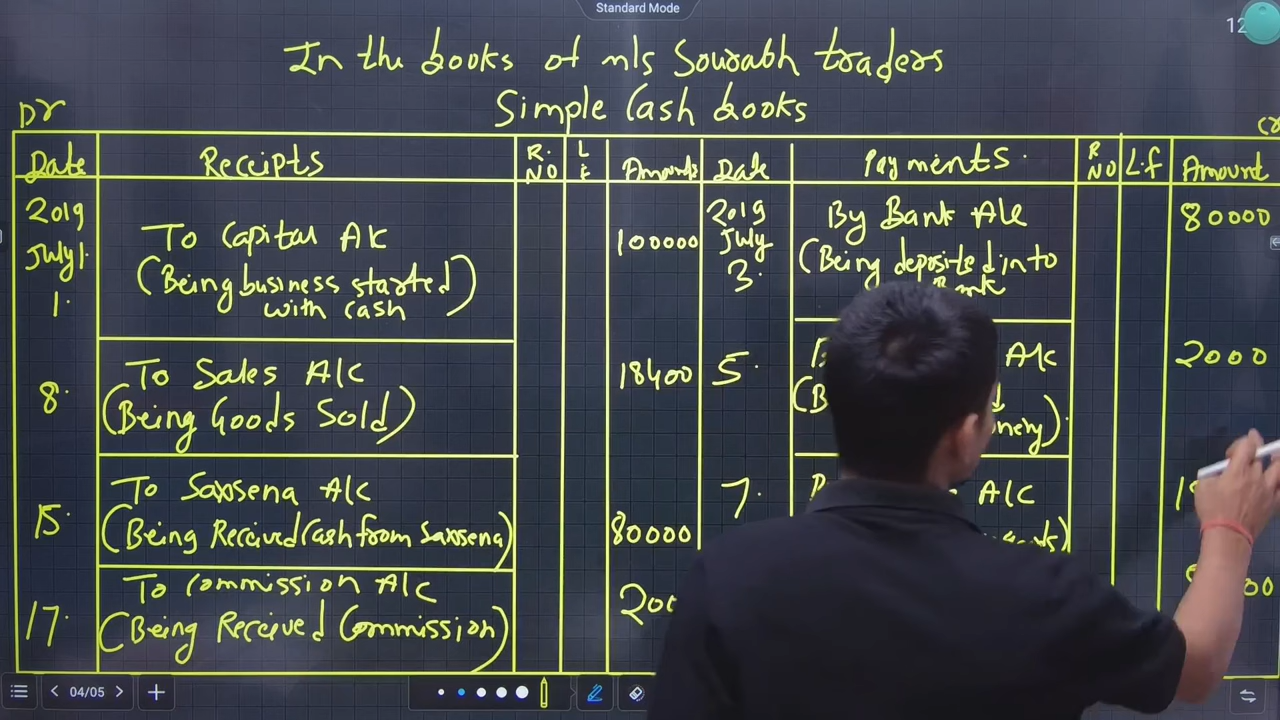 Standard Mode
12
In the books of m/s Sourabh traders
Simple Cash books
Dr
Cr
Date Receipts R. NO L F Amount Date Payments R NO L.f Amount
2019
July 1.
1.
To Capital A/c
(Being business started
with cash)
100000
8.
To Sales A/c
(Being Goods Sold)
18400
15.
To Saxsena A/c
(Being Recived Cash from Saxsena)
80000
17.
To Commission A/c
(Being Received Commission)
2019
July
3.
By Bank A/c
(Being deposited into
80000
5.
A/c
2000
7.
A/c
04/05